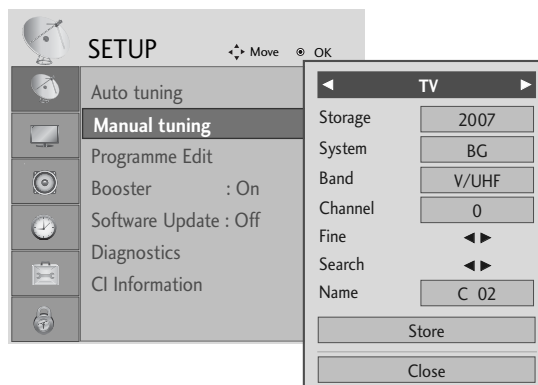 SETUP
Move OK
Auto tuning
Manual tuning
Programme Edit
Booster : On
Software Update : Off
Diagnostics
CI Information
◄ TV ►
Storage 2007
System BG
Band V/UHF
Channel 0
Fine ◄ ►
Search ◄ ►
Name C 02
Store
Close